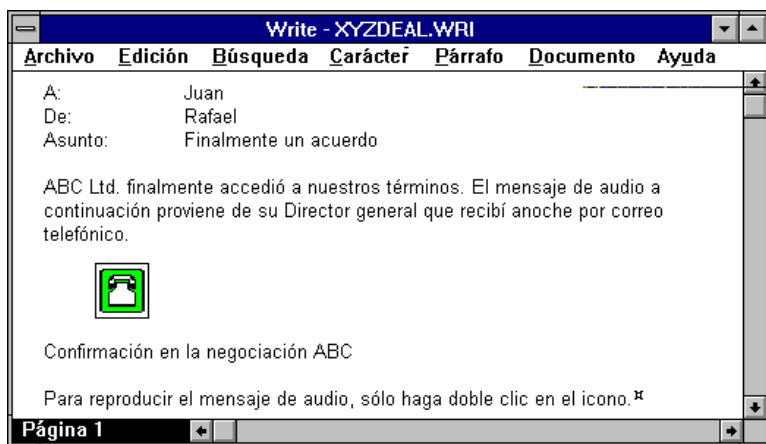 Write - XYZDEAL.WRI
Archivo Edición Búsqueda Carácter Párrafo Documento Ayuda
A: Juan
De: Rafael
Asunto: Finalmente un acuerdo
ABC Ltd. finalmente accedió a nuestros términos. El mensaje de audio a
continuación proviene de su Director general que recibí anoche por correo
telefónico.
Confirmación en la negociación ABC
Para reproducir el mensaje de audio, sólo haga doble clic en el icono.¤
Página 1